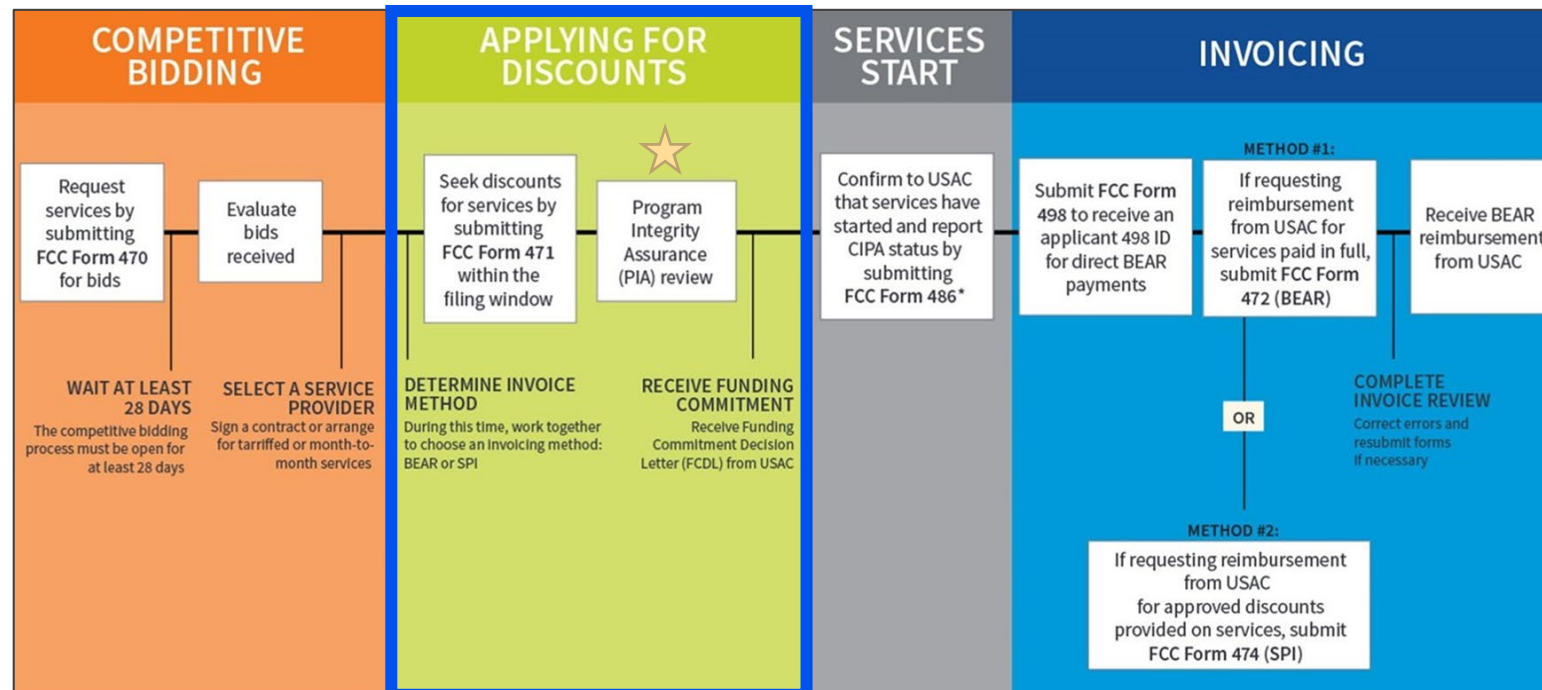 COMPETITIVE
BIDDING
Request
services by
submitting
FCC Form 470
for bids
Evaluate
bids
received
WAIT AT LEAST
28 DAYS
The competitive bidding
process must be open for
at least 28 days
SELECT A SERVICE
PROVIDER
Sign a contract or arrange
for tarriffed or month-to-
month services
APPLYING FOR
DISCOUNTS
Seek discounts
for services by
submitting
FCC Form 471
within the
filing window
Program
Integrity
Assurance
(PIA) review
DETERMINE INVOICE
METHOD
During this time, work together
to choose an invoicing method:
BEAR or SPI
RECEIVE FUNDING
COMMITMENT
Receive Funding
Commitment Decision
Letter (FCDL) from USAC
SERVICES
START
Confirm to USAC
that services have
started and report
CIPA status by
submitting
FCC Form 486*
INVOICING
Submit FCC Form
498 to receive an
applicant 498 ID
for direct BEAR
payments
METHOD #1:
If requesting
reimbursement
from USAC for
services paid in full,
submit FCC Form
472 (BEAR)
Receive BEAR
reimbursement
from USAC
COMPLETE
INVOICE REVIEW
Correct errors and
resubmit forms
If necessary
OR
METHOD #2:
If requesting reimbursement
from USAC
for approved discounts
provided on services, submit
FCC Form 474 (SPI)